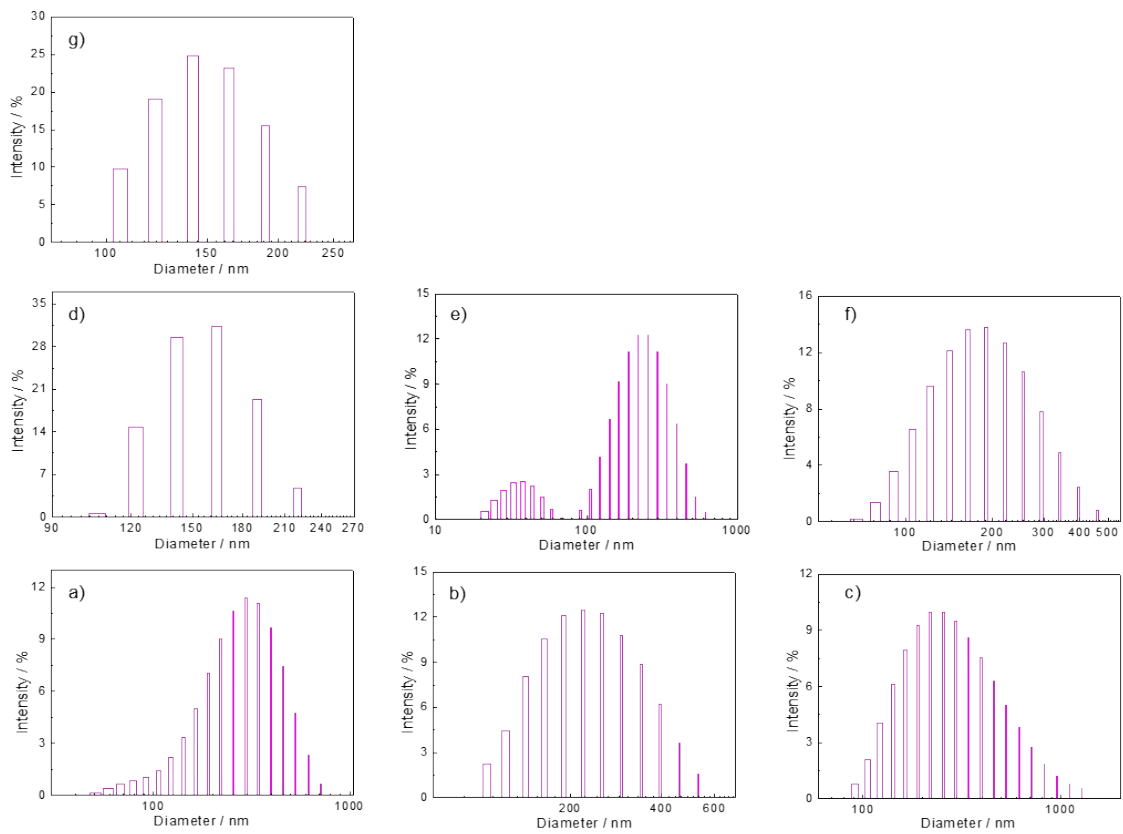 g)
30
25
20
15
10
5
0
Intensity / %
100 150 200 250
Diameter / nm
d)
35
28
21
14
7
0
Intensity / %
90 120 150 180 210 240 270
Diameter / nm
e)
15
12
9
6
3
0
Intensity / %
10 100 1000
Diameter / nm
f)
16
12
8
4
0
Intensity / %
100 200 300 400 500
Diameter / nm
a)
12
9
6
3
0
Intensity / %
100 1000
Diameter / nm
b)
15
12
9
6
3
0
Intensity / %
200 400 600
Diameter / nm
c)
12
9
6
3
0
Intensity / %
100 1000
Diameter / nm